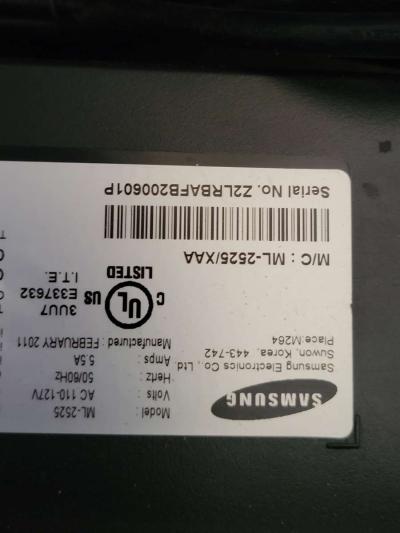 SAMSUNG
Samsung Electronics Co., Ltd
Suwon, Korea, 443-742
Place:M264
Model : ML-2525
Volts : AC 110-127V
Hertz : 50/60Hz
Amps : 5.5A
Manufactured : FEBRUARY 2011
C UL US LISTED
3UU7
E337632
I.T.E.
M/C : ML-2525/XAA
Serial No. Z2LRBAFB200601P